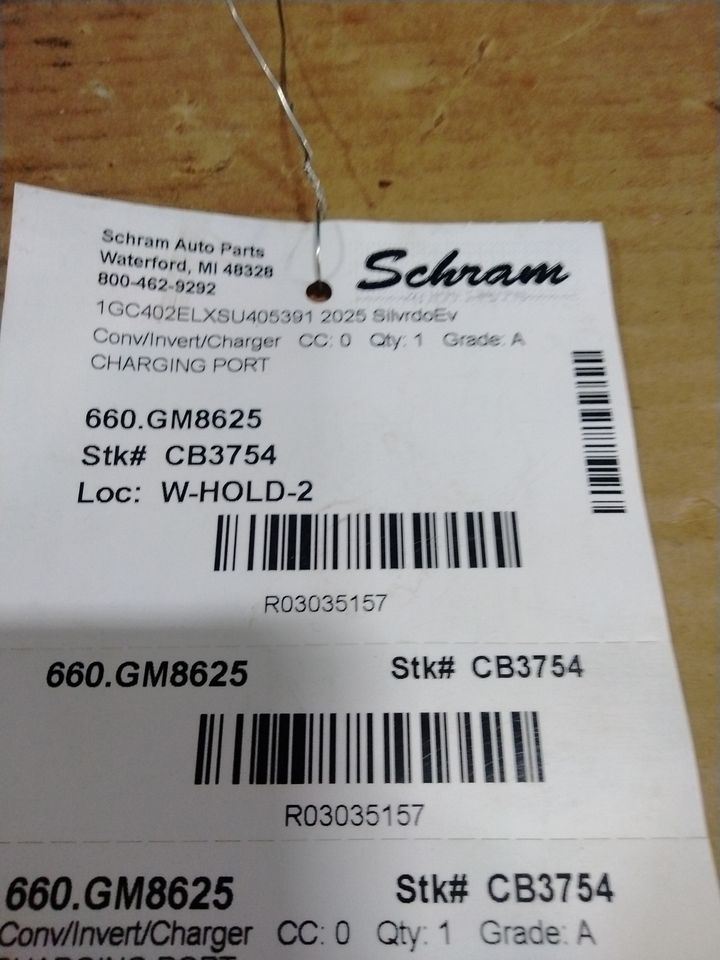 Schram Auto Parts
Waterford, MI 48328
800-462-9292
Schram
1GC402ELXSU405391 2025 SilvrdoEv
Conv/Invert/Charger CC: 0 Qty: 1 Grade: A
CHARGING PORT
660.GM8625
Stk# CB3754
Loc: W-HOLD-2
R03035157
660.GM8625 Stk# CB3754
R03035157
660.GM8625 Stk# CB3754
Conv/Invert/Charger CC: 0 Qty: 1 Grade: A
CHARGING PORT